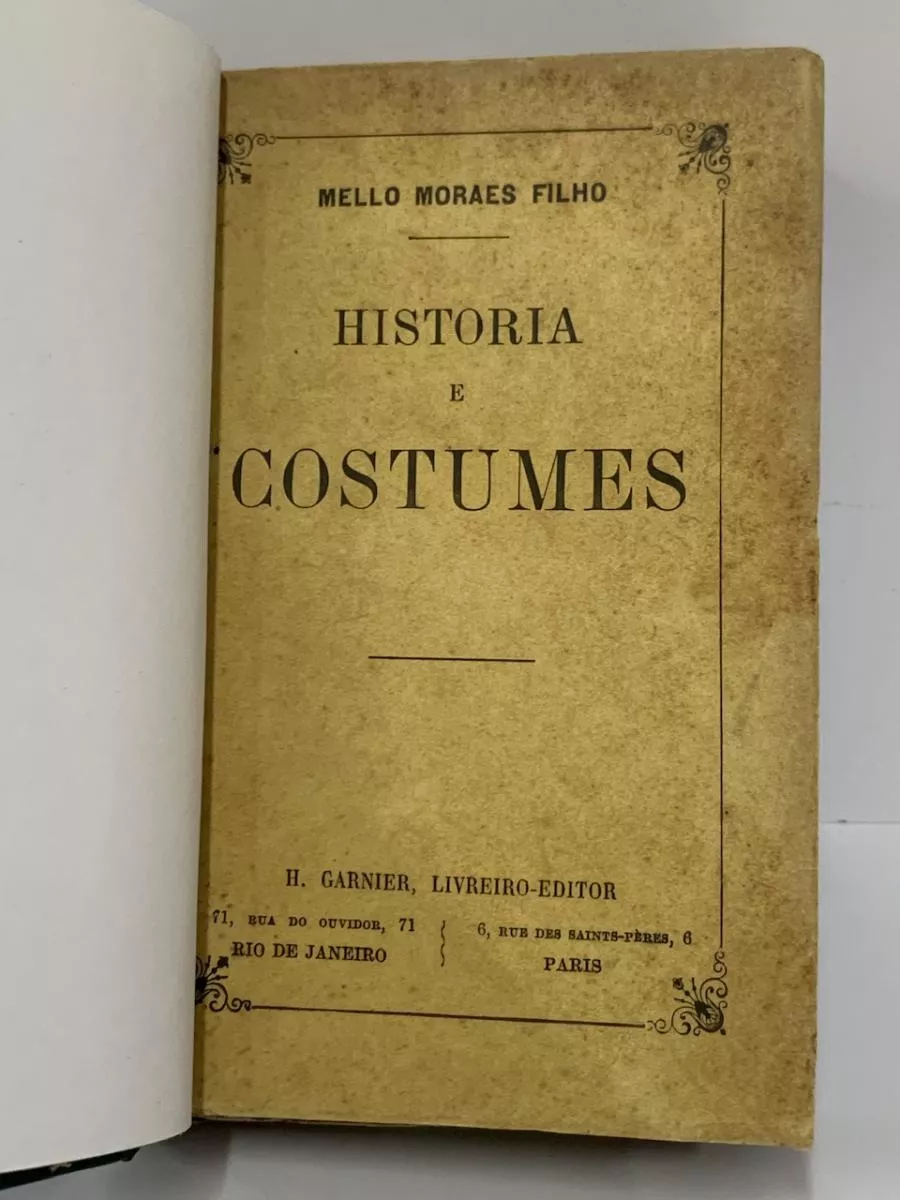 MELLO MORAES FILHO
HISTORIA
E
COSTUMES
H. GARNIER, LIVREIRO-EDITOR
71, RUA DO OUVIDOR, 71
RIO DE JANEIRO
6, RUE DES SAINTS-PÈRES, 6
PARIS